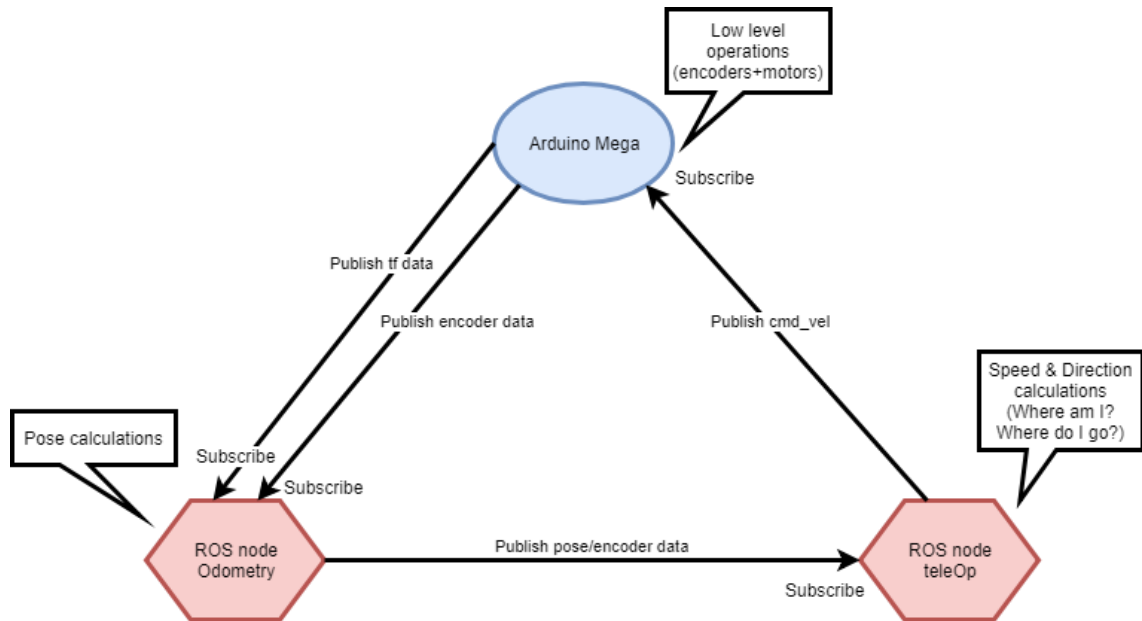 Low level
operations
(encoders+motors)
Arduino Mega
Subscribe
Publish tf data
Publish encoder data
Publish cmd_vel
Speed & Direction
calculations
(Where am I?
Where do I go?)
Pose calculations
Subscribe
Subscribe
ROS node
Odometry
Publish pose/encoder data
ROS node
teleOp
Subscribe